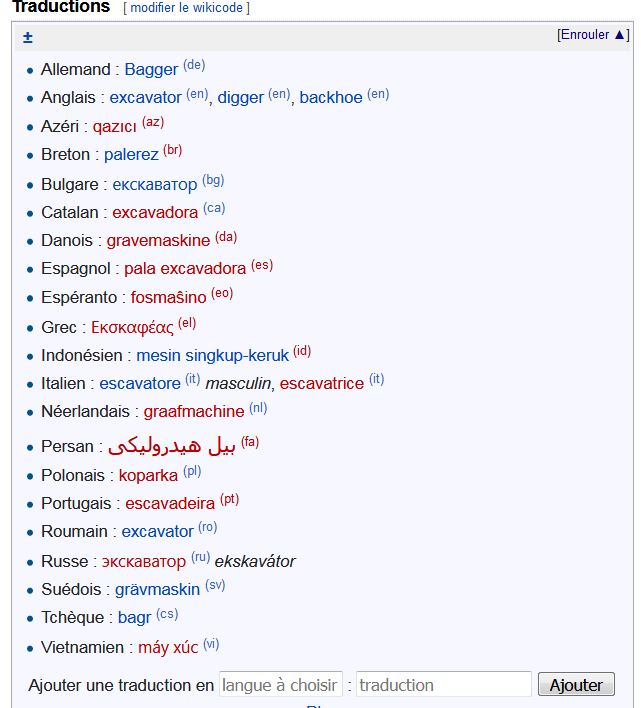 Traductions [ modifier le wikicode ]
± [Enrouler ▲]
• Allemand : Bagger (de)
• Anglais : excavator (en), digger (en), backhoe (en)
• Azéri : qazıcı (az)
• Breton : palerez (br)
• Bulgare : екскаватор (bg)
• Catalan : excavadora (ca)
• Danois : gravemaskine (da)
• Espagnol : pala excavadora (es)
• Espéranto : fosmaŝino (eo)
• Grec : Εκσκαφέας (el)
• Indonésien : mesin singkup-keruk (id)
• Italien : escavatore (it) masculin, escavatrice (it)
• Néerlandais : graafmachine (nl)
• Persan : بیل هیدرولیکی (fa)
• Polonais : koparka (pl)
• Portugais : escavadeira (pt)
• Roumain : excavator (ro)
• Russe : экскаватор (ru) ekskavátor
• Suédois : grävmaskin (sv)
• Tchèque : bagr (cs)
• Vietnamien : máy xúc (vi)
Ajouter une traduction en langue à choisir : traduction Ajouter